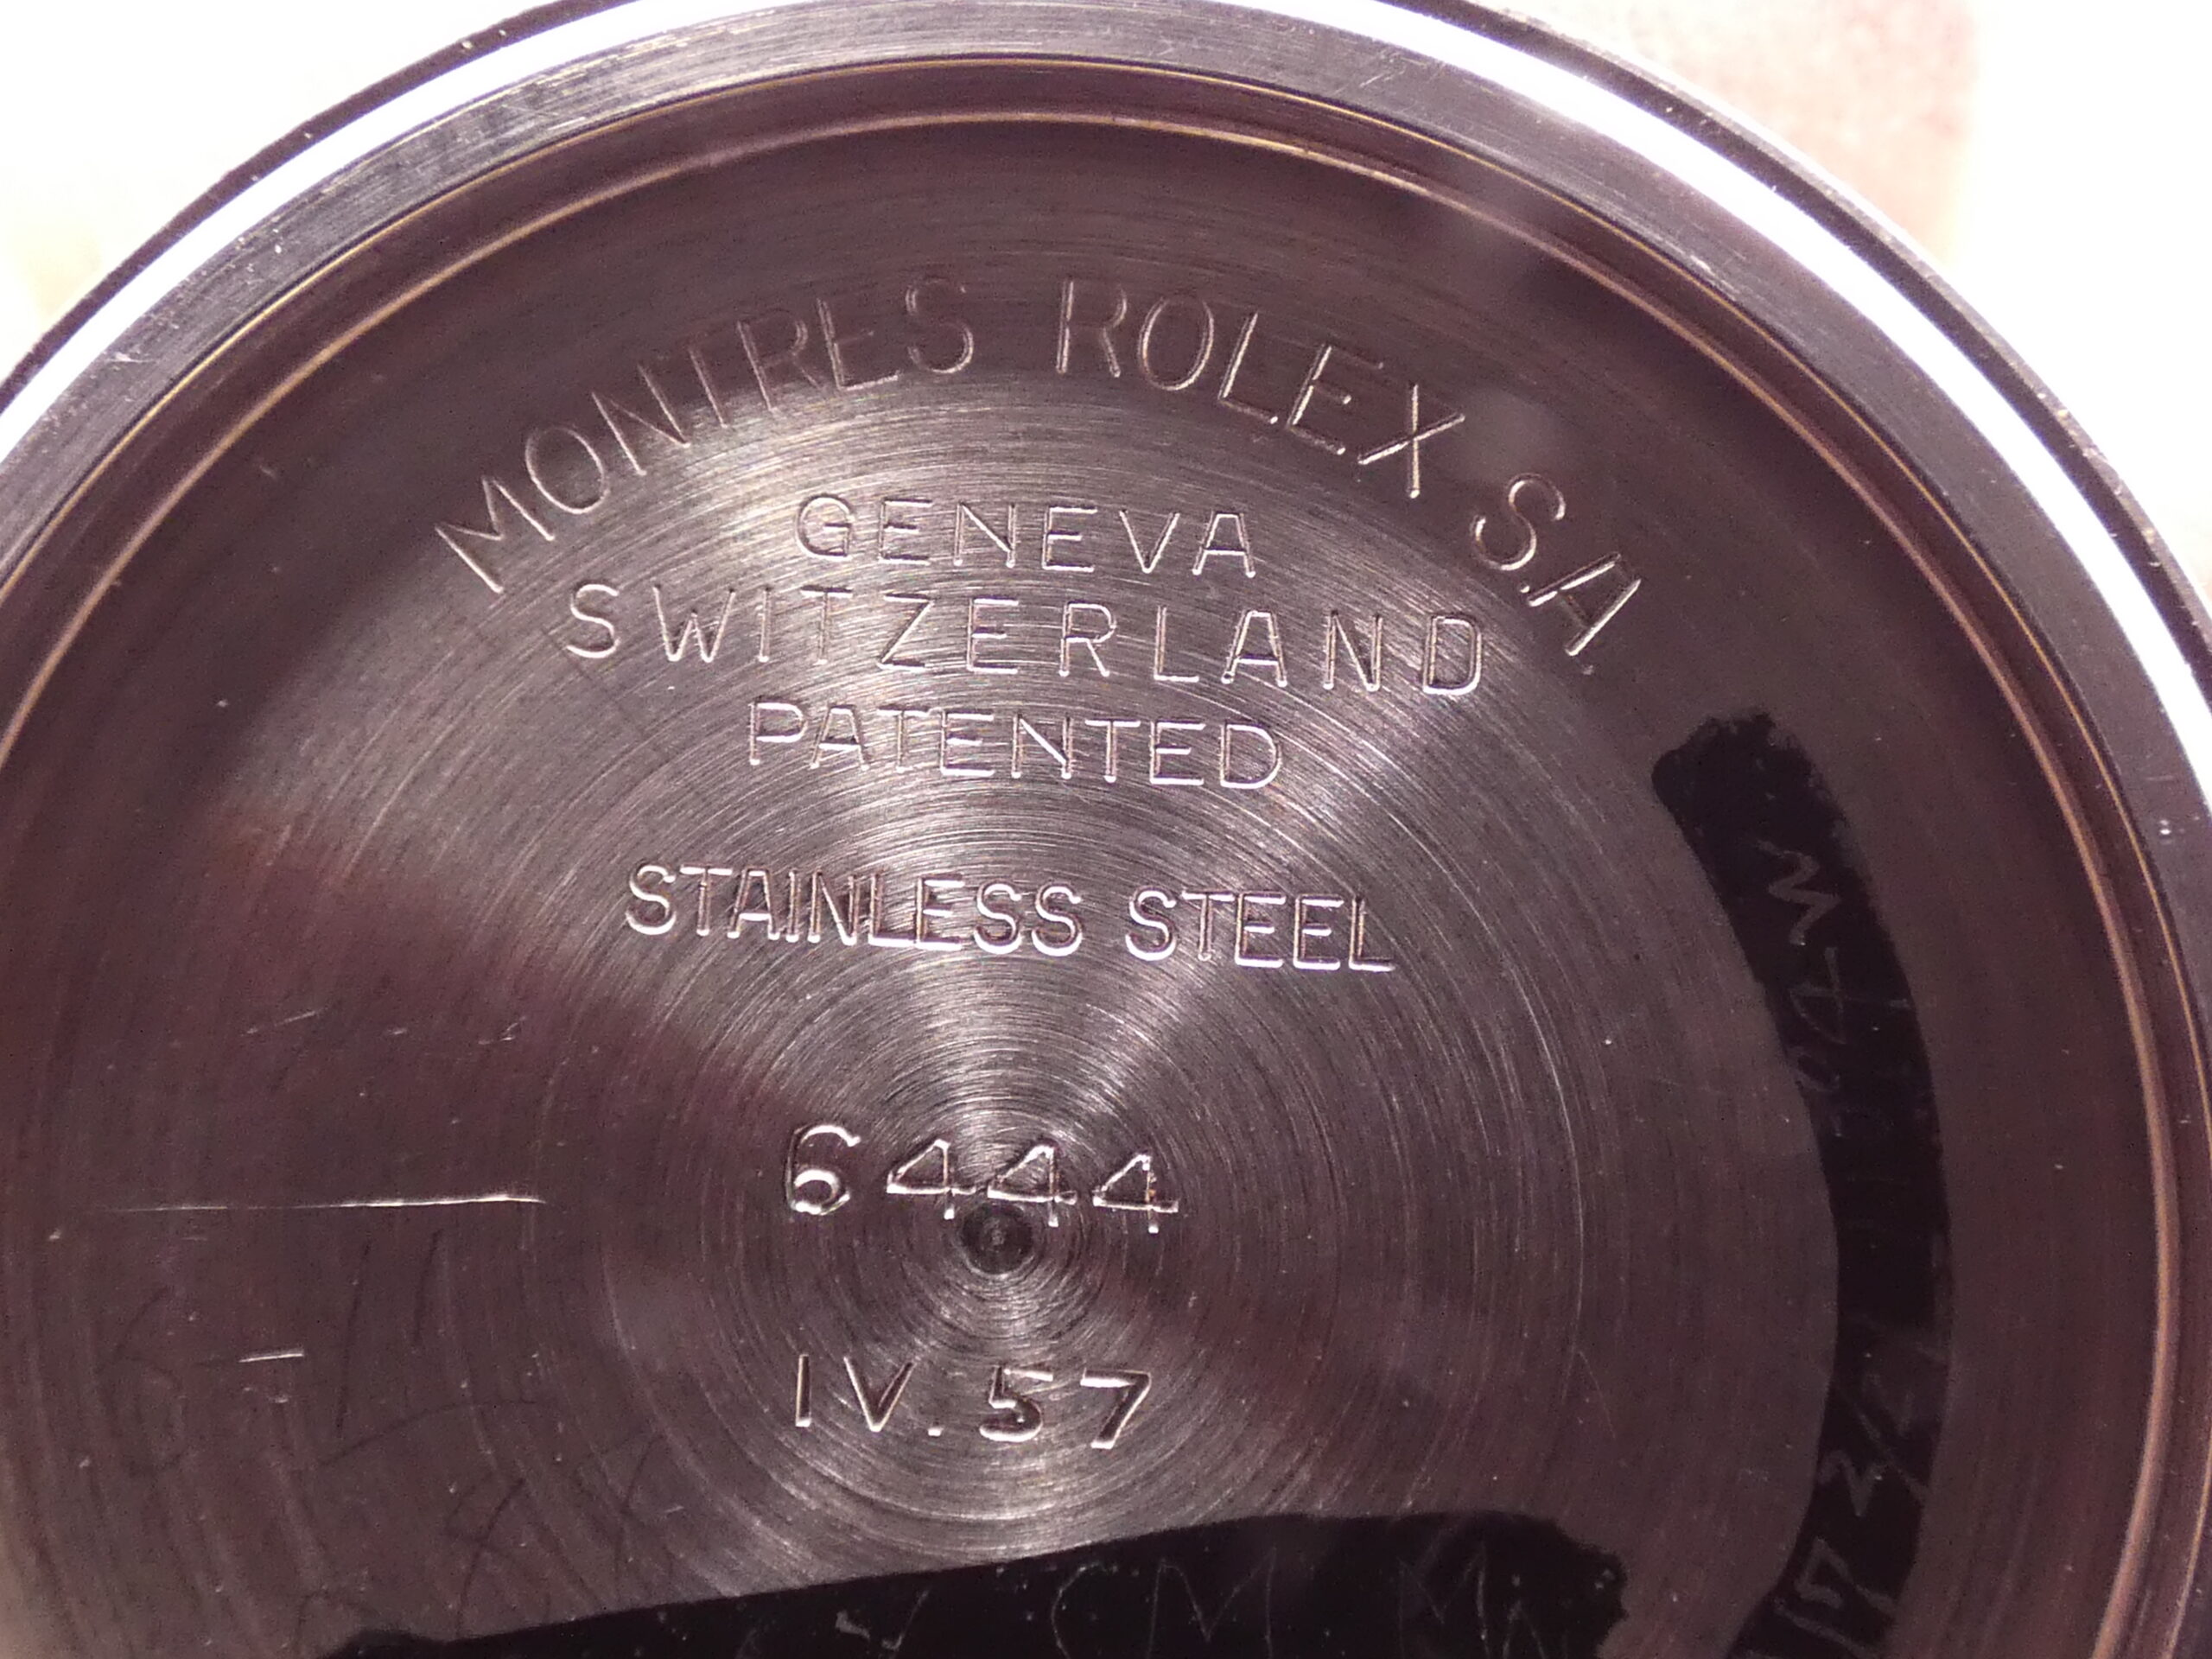 MONTRES ROLEX S.A.
GENEVA
SWITZERLAND
PATENTED
STAINLESS STEEL
6444
IV.57